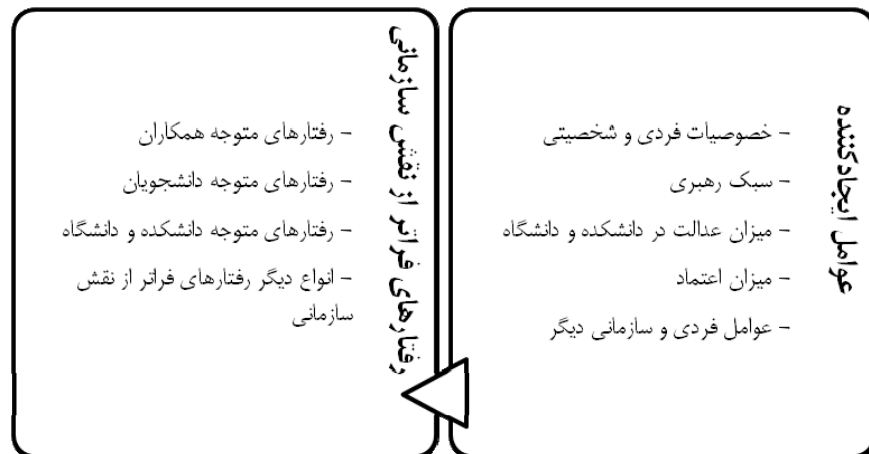 عوامل ایجادکننده
- خصوصیات فردی و شخصیتی
- سبک رهبری
- میزان عدالت در دانشکده و دانشگاه
- میزان اعتماد
- عوامل فردی و سازمانی دیگر
رفتارهای فراتر از نقش سازمانی
- رفتارهای متوجه همکاران
- رفتارهای متوجه دانشجویان
- رفتارهای متوجه دانشکده و دانشگاه
- انواع دیگر رفتارهای فراتر از نقش
سازمانی